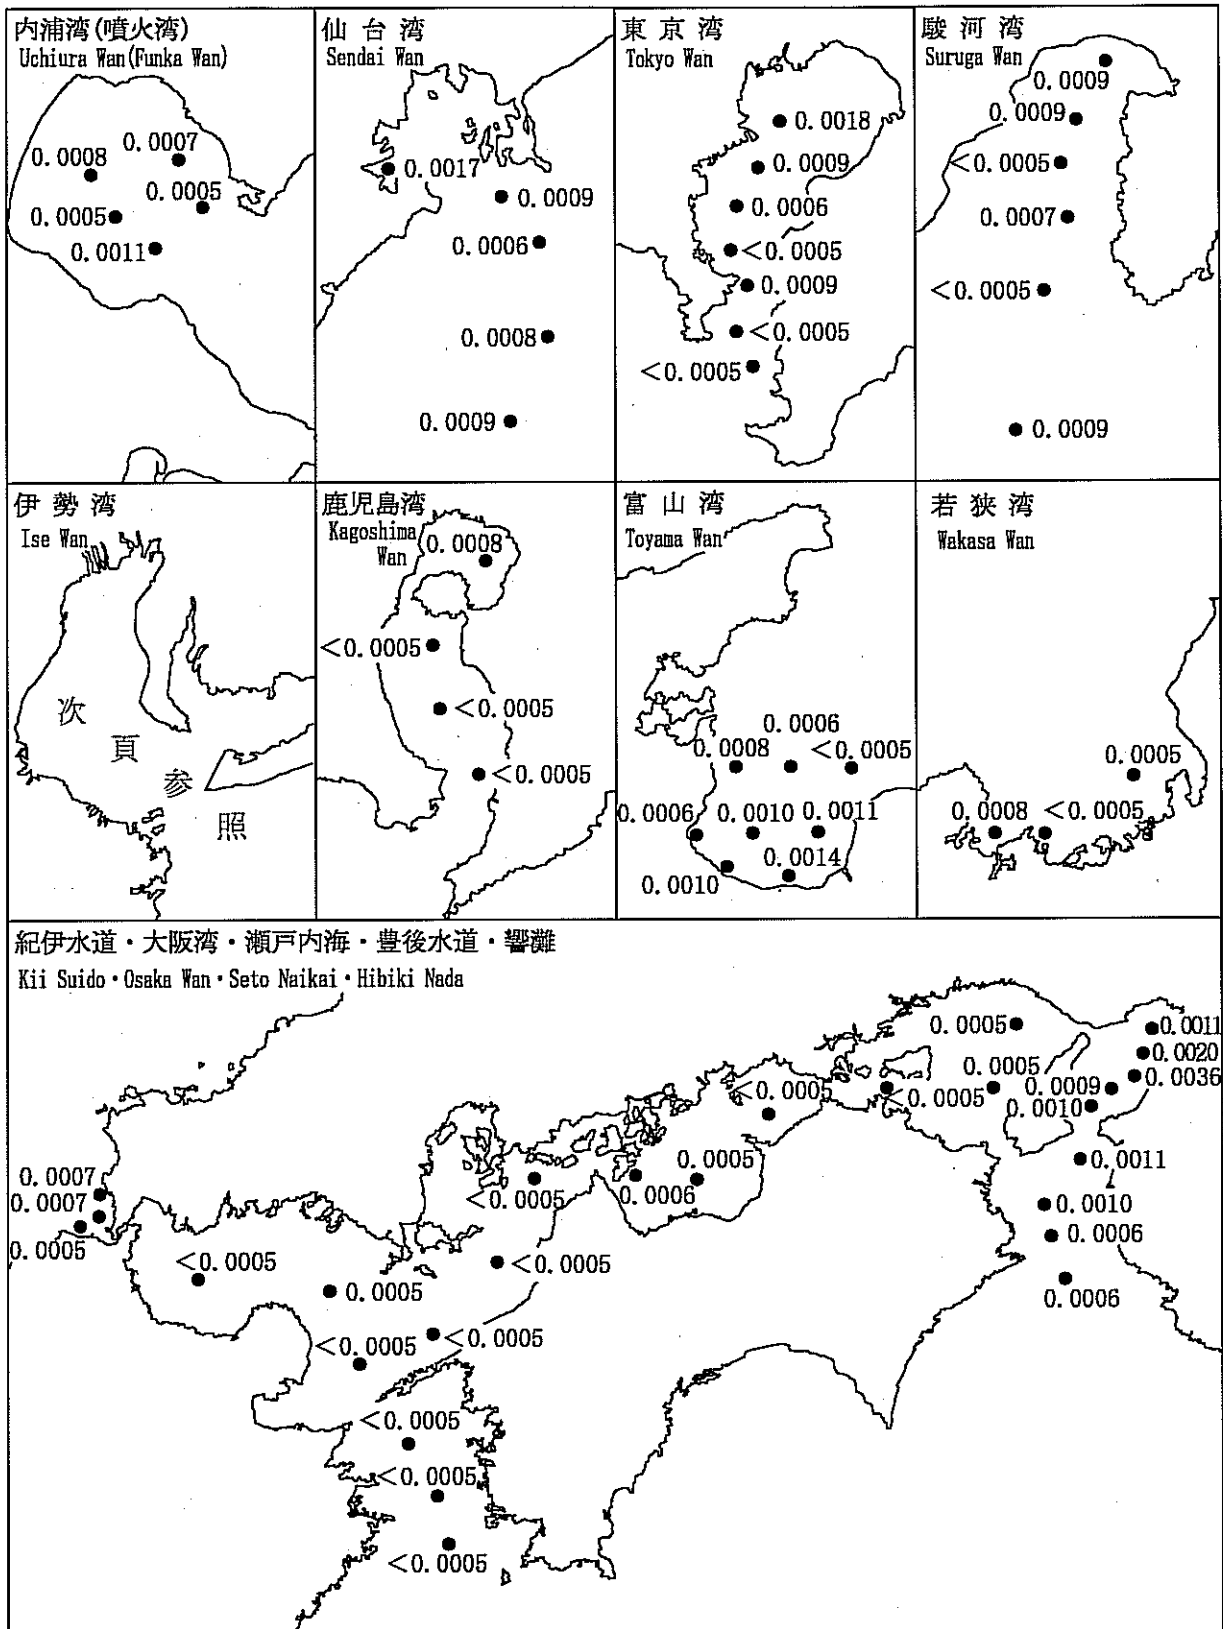 内浦湾(噴火湾)
Uchiura Wan(Funka Wan)
0.0007
0.0008
0.0005
0.0005
0.0011
仙台湾
Sendai Wan
0.0017
0.0009
0.0006
0.0008
0.0009
東京湾
Tokyo Wan
0.0018
0.0009
0.0006
<0.0005
0.0009
<0.0005
<0.0005
駿河湾
Suruga Wan
0.0009
0.0009
<0.0005
0.0007
<0.0005
0.0009
伊勢湾
Ise Wan
次
頁
参
照
鹿児島湾
Kagoshima
Wan
0.0008
<0.0005
<0.0005
<0.0005
富山湾
Toyama Wan
0.0006
0.0008
<0.0005
0.0006
0.0010
0.0011
0.0014
0.0010
若狭湾
Wakasa Wan
0.0005
0.0008
<0.0005
紀伊水道・大阪湾・瀬戸内海・豊後水道・響灘
Kii Suido・Osaka Wan・Seto Naikai・Hibiki Nada
0.0005
0.0011
0.0020
0.0005
0.0036
<0.0005
<0.0005
0.0009
0.0010
0.0011
0.0005
0.0007
<0.0005
0.0006
0.0007
0.0010
0.0006
0.0005
<0.0005
<0.0005
0.0005
0.0006
<0.0005
<0.0005
<0.0005
<0.0005
<0.0005